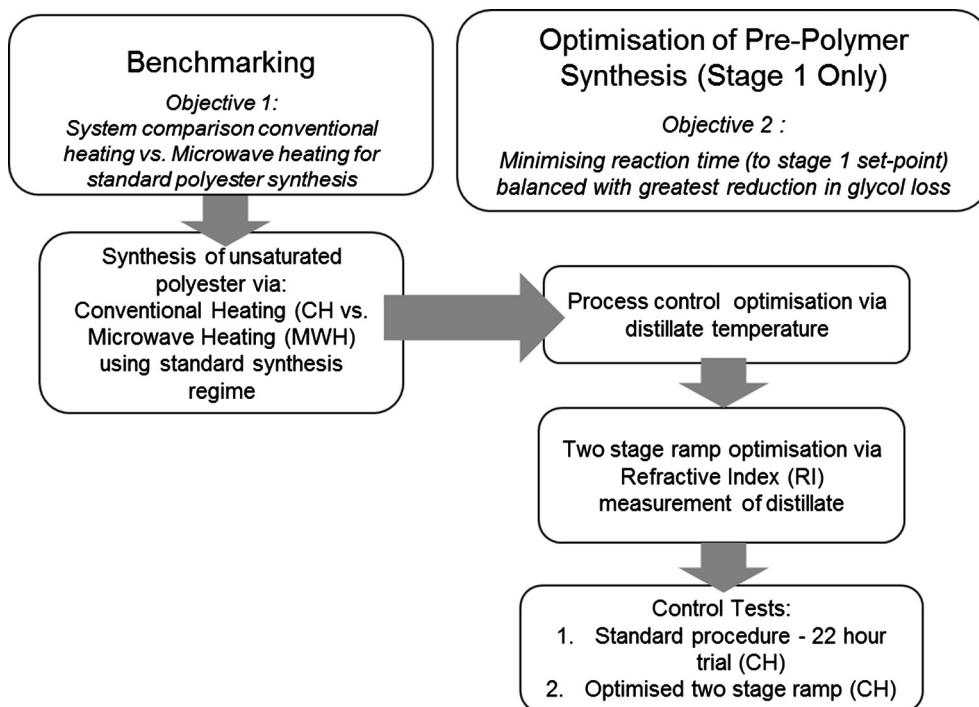 Benchmarking
Objective 1:
System comparison conventional
heating vs. Microwave heating for
standard polyester synthesis
Optimisation of Pre-Polymer
Synthesis (Stage 1 Only)
Objective 2 :
Minimising reaction time (to stage 1 set-point)
balanced with greatest reduction in glycol loss
Synthesis of unsaturated
polyester via:
Conventional Heating (CH vs.
Microwave Heating (MWH)
using standard synthesis
regime
Process control optimisation via
distillate temperature
Two stage ramp optimisation via
Refractive Index (RI)
measurement of distillate
Control Tests:
1. Standard procedure - 22 hour
trial (CH)
2. Optimised two stage ramp (CH)